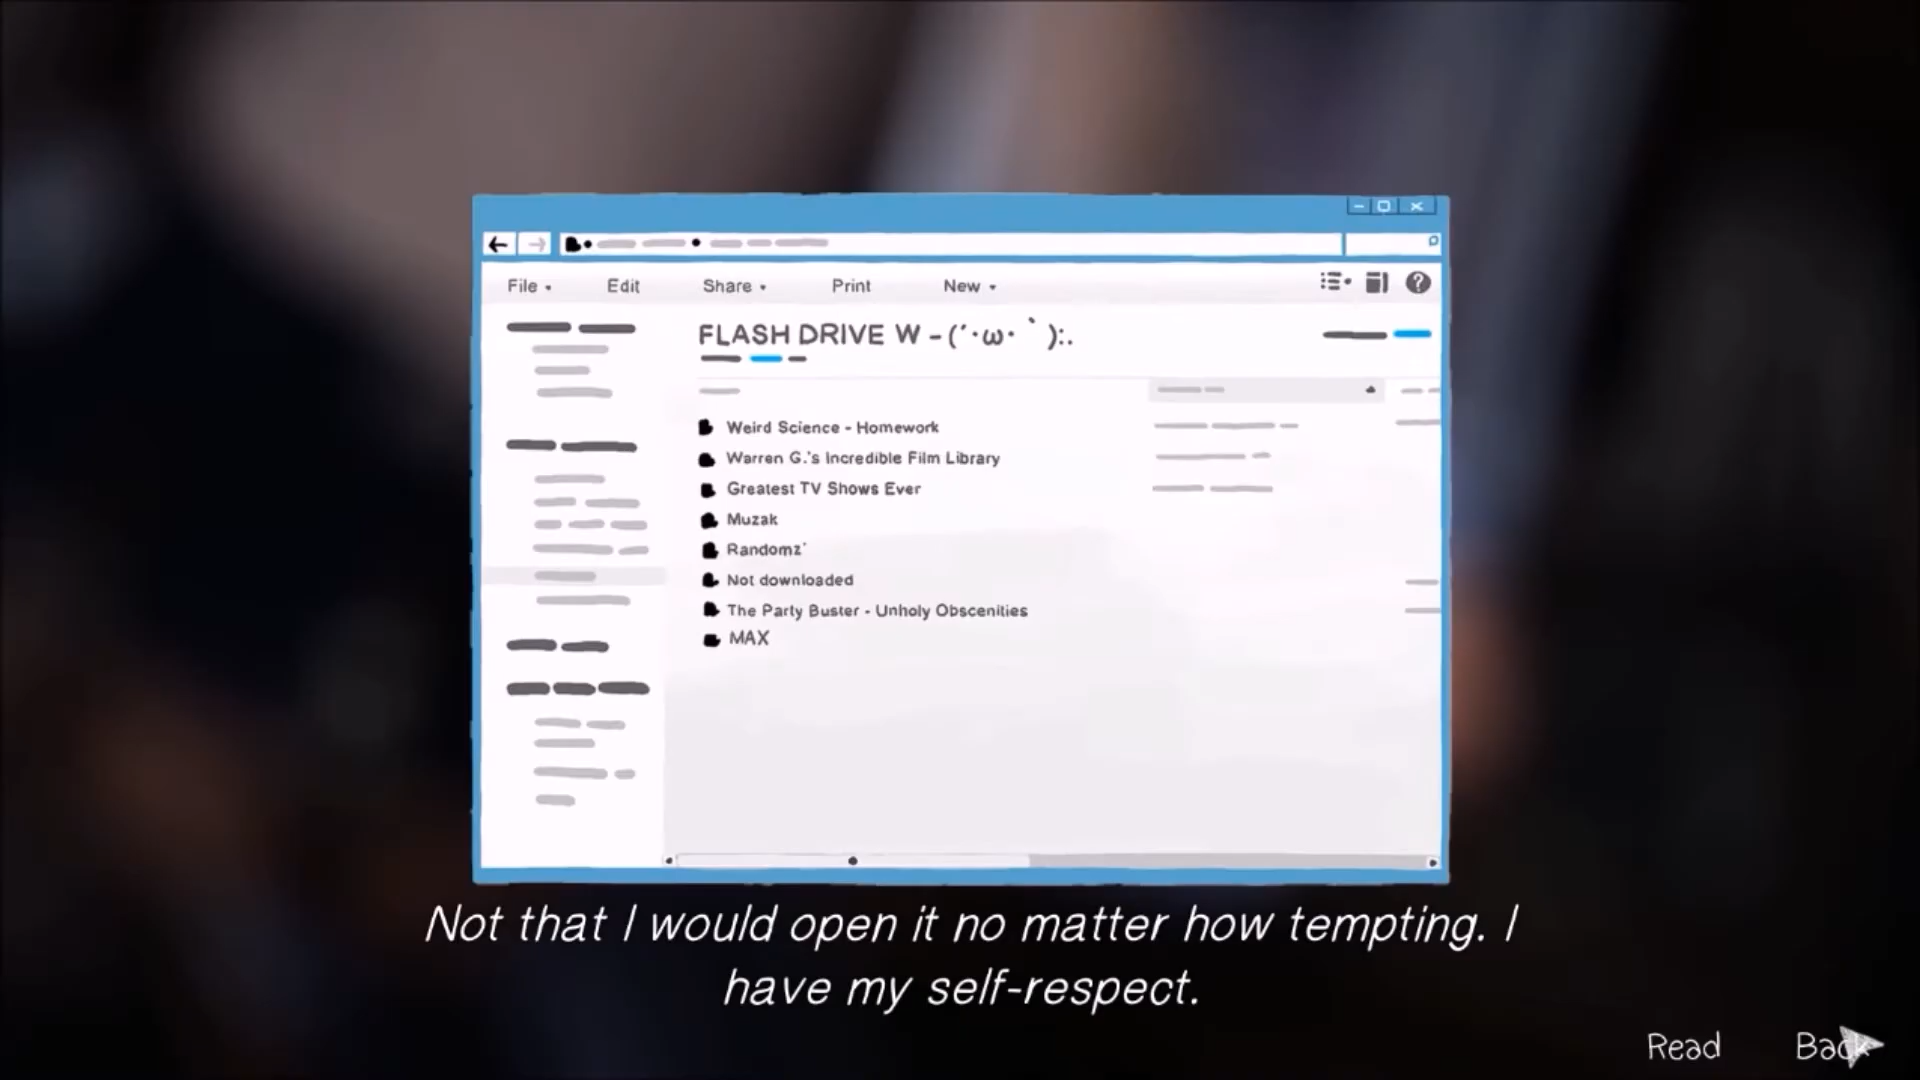 File Edit Share Print New
FLASH DRIVE W - (´・ω・｀):.
Weird Science - Homework
Warren G.'s Incredible Film Library
Greatest TV Shows Ever
Muzak
Randomz'
Not downloaded
The Party Buster - Unholy Obscenities
MAX
Not that I would open it no matter how tempting. I
have my self-respect.
Read Back